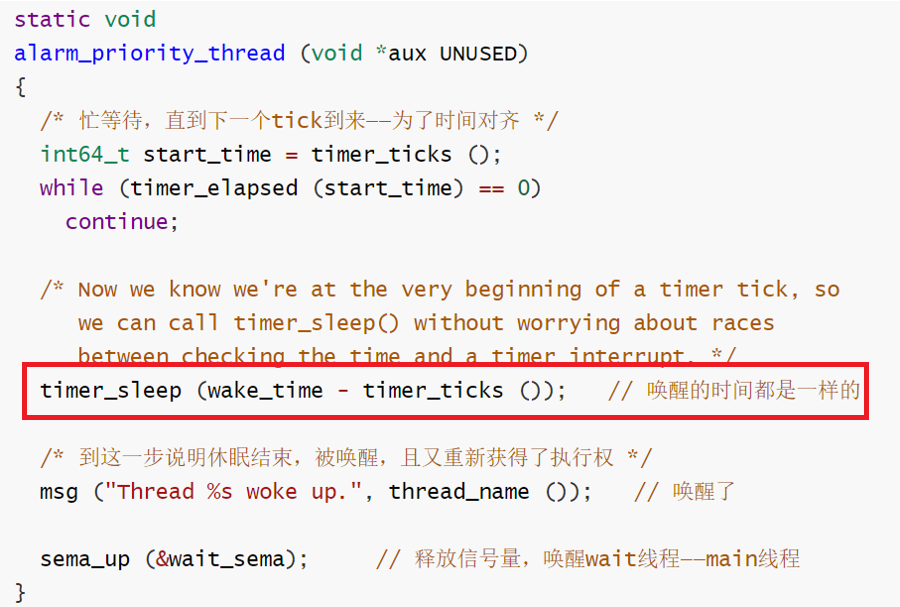 static void
alarm_priority_thread (void *aux UNUSED)
{
/* 忙等待，直到下一个tick到来——为了时间对齐 */
int64_t start_time = timer_ticks ();
while (timer_elapsed (start_time) == 0)
continue;
/* Now we know we're at the very beginning of a timer tick, so
we can call timer_sleep() without worrying about races
between checking the time and a timer interrupt. */
timer_sleep (wake_time - timer_ticks ()); // 唤醒的时间都是一样的
/* 到这一步说明休眠结束，被唤醒，且又重新获得了执行权 */
msg ("Thread %s woke up.", thread_name ()); // 唤醒了
sema_up (&wait_sema); // 释放信号量，唤醒wait线程——main线程
}